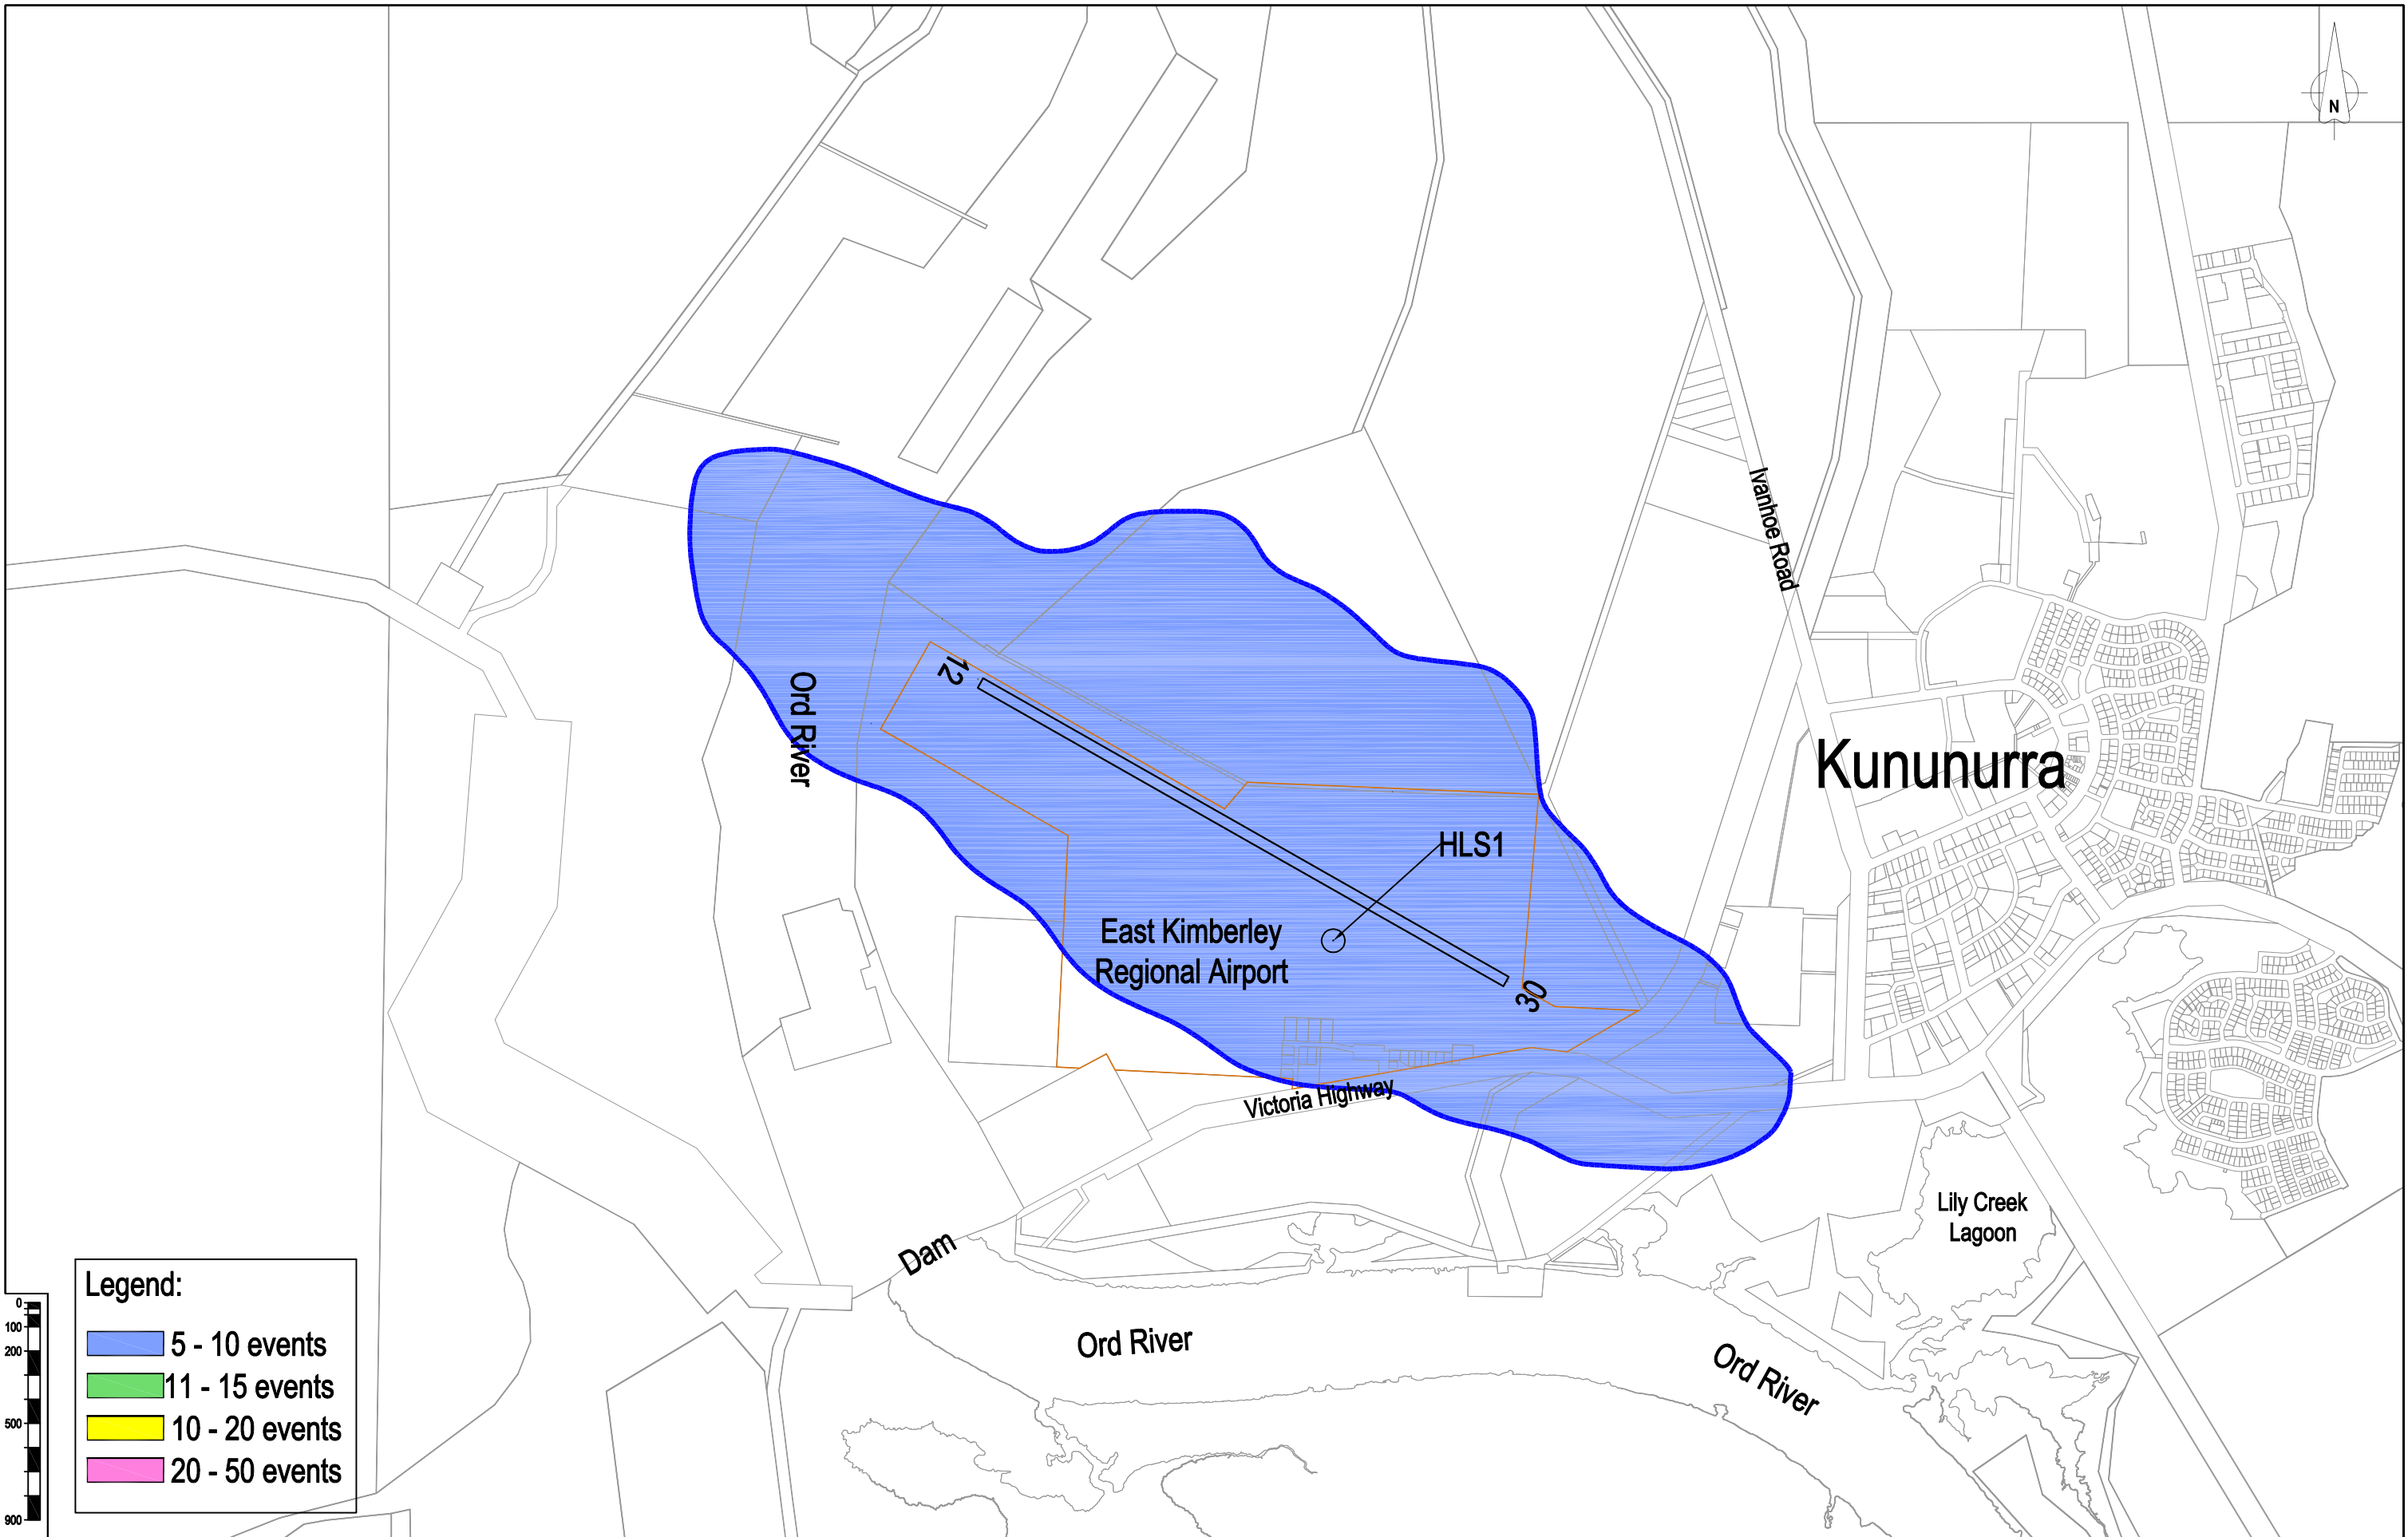 N
Ivanhoe Road
12
Ord River
Kununurra
HLS1
East Kimberley
Regional Airport
30
Victoria Highway
Lily Creek
Lagoon
Dam
Ord River
Ord River
Legend:
5 - 10 events
11 - 15 events
10 - 20 events
20 - 50 events
0
100
200
500
900